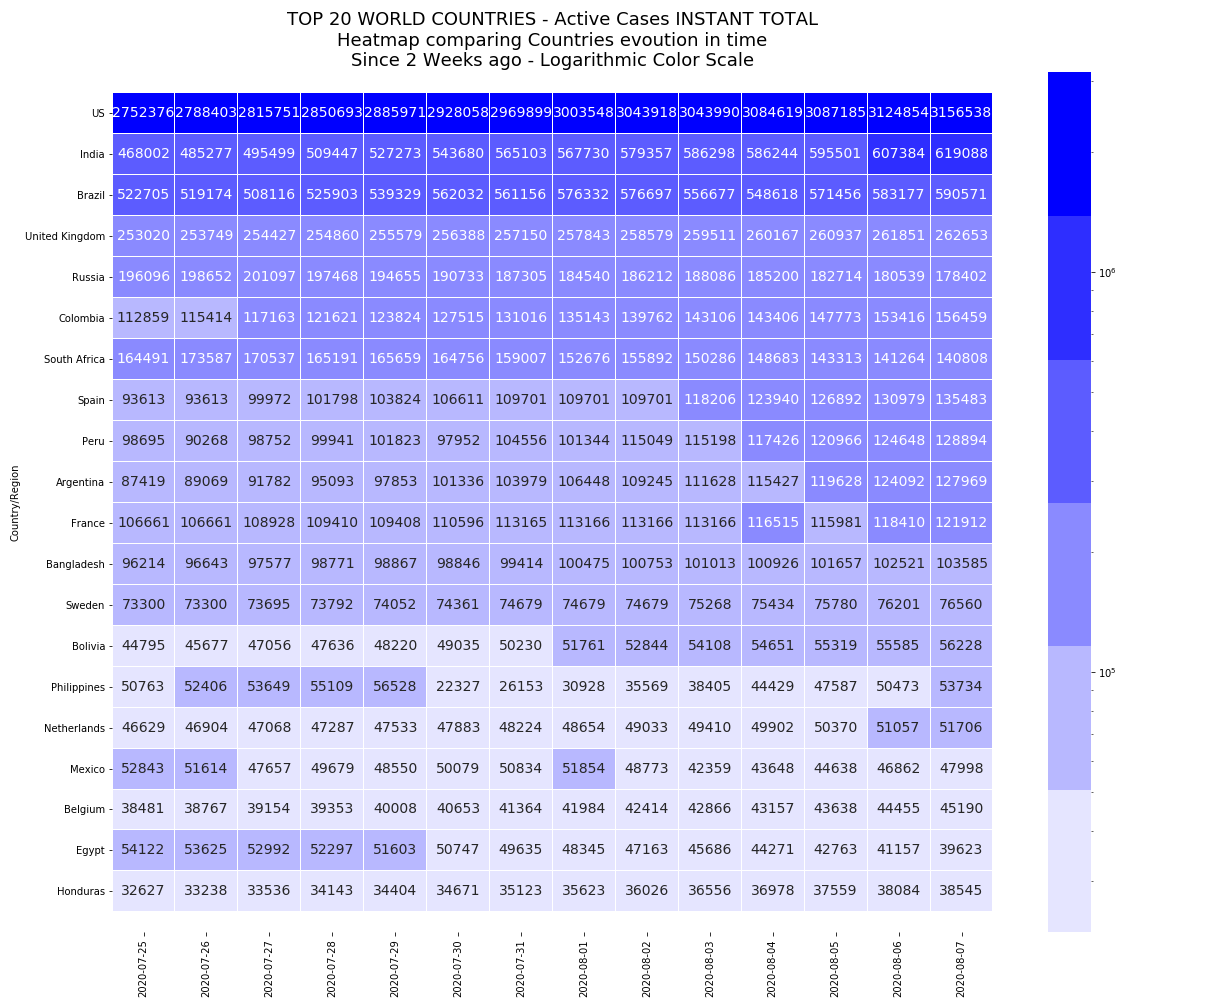 TOP 20 WORLD COUNTRIES - Active Cases INSTANT TOTAL
Heatmap comparing Countries evoution in time
Since 2 Weeks ago - Logarithmic Color Scale
Country/Region
US 2752376 2788403 2815751 2850693 2885971 2928058 2969899 3003548 3043918 3043990 3084619 3087185 3124854 3156538
India 468002 485277 495499 509447 527273 543680 565103 567730 579357 586298 586244 595501 607384 619088
Brazil 522705 519174 508116 525903 539329 562032 561156 576332 576697 556677 548618 571456 583177 590571
United Kingdom 253020 253749 254427 254860 255579 256388 257150 257843 258579 259511 260167 260937 261851 262653
Russia 196096 198652 201097 197468 194655 190733 187305 184540 186212 188086 185200 182714 180539 178402
Colombia 112859 115414 117163 121621 123824 127515 131016 135143 139762 143106 143406 147773 153416 156459
South Africa 164491 173587 170537 165191 165659 164756 159007 152676 155892 150286 148683 143313 141264 140808
Spain 93613 93613 99972 101798 103824 106611 109701 109701 109701 118206 123940 126892 130979 135483
Peru 98695 90268 98752 99941 101823 97952 104556 101344 115049 115198 117426 120966 124648 128894
Argentina 87419 89069 91782 95093 97853 101336 103979 106448 109245 111628 115427 119628 124092 127969
France 106661 106661 108928 109410 109408 110596 113165 113166 113166 113166 116515 115981 118410 121912
Bangladesh 96214 96643 97577 98771 98867 98846 99414 100475 100753 101013 100926 101657 102521 103585
Sweden 73300 73300 73695 73792 74052 74361 74679 74679 74679 75268 75434 75780 76201 76560
Bolivia 44795 45677 47056 47636 48220 49035 50230 51761 52844 54108 54651 55319 55585 56228
Philippines 50763 52406 53649 55109 56528 22327 26153 30928 35569 38405 44429 47587 50473 53734
Netherlands 46629 46904 47068 47287 47533 47883 48224 48654 49033 49410 49902 50370 51057 51706
Mexico 52843 51614 47657 49679 48550 50079 50834 51854 48773 42359 43648 44638 46862 47998
Belgium 38481 38767 39154 39353 40008 40653 41364 41984 42414 42866 43157 43638 44455 45190
Egypt 54122 53625 52992 52297 51603 50747 49635 48345 47163 45686 44271 42763 41157 39623
Honduras 32627 33238 33536 34143 34404 34671 35123 35623 36026 36556 36978 37559 38084 38545
2020-07-25 2020-07-26 2020-07-27 2020-07-28 2020-07-29 2020-07-30 2020-07-31 2020-08-01 2020-08-02 2020-08-03 2020-08-04 2020-08-05 2020-08-06 2020-08-07
10⁶
10⁵